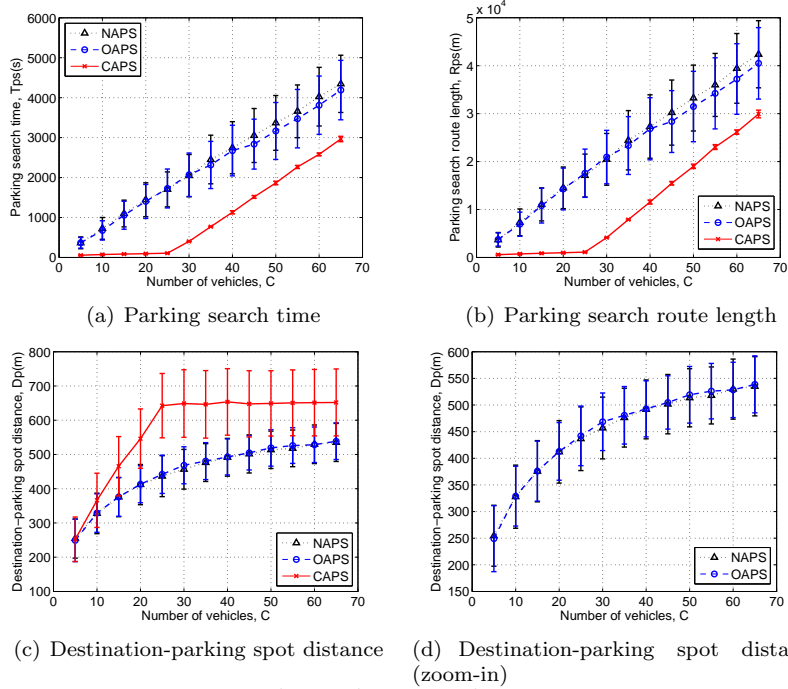 6000
5000
4000
3000
2000
1000
0
Parking search time, Tps(s)
NAPS
OAPS
CAPS
0 10 20 30 40 50 60 70
Number of vehicles, C
(a) Parking search time
5 x 10^4
4
3
2
1
0
Parking search route length, Rps(m)
NAPS
OAPS
CAPS
0 10 20 30 40 50 60 70
Number of vehicles, C
(b) Parking search route length
800
700
600
500
400
300
200
100
Destination−parking spot distance, Dp(m)
NAPS
OAPS
CAPS
0 10 20 30 40 50 60 70
Number of vehicles, C
(c) Destination-parking spot distance
600
550
500
450
400
350
300
250
200
150
Destination−parking spot distance, Dp(m)
NAPS
OAPS
0 10 20 30 40 50 60 70
Number of vehicles, C
(d) Destination-parking spot dista
(zoom-in)